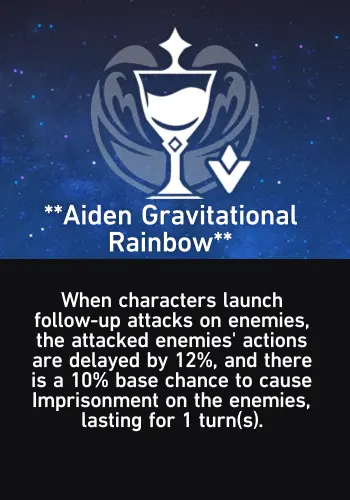 **Aiden Gravitational
Rainbow**
When characters launch
follow-up attacks on enemies,
the attacked enemies' actions
are delayed by 12%, and there
is a 10% base chance to cause
Imprisonment on the enemies,
lasting for 1 turn(s).